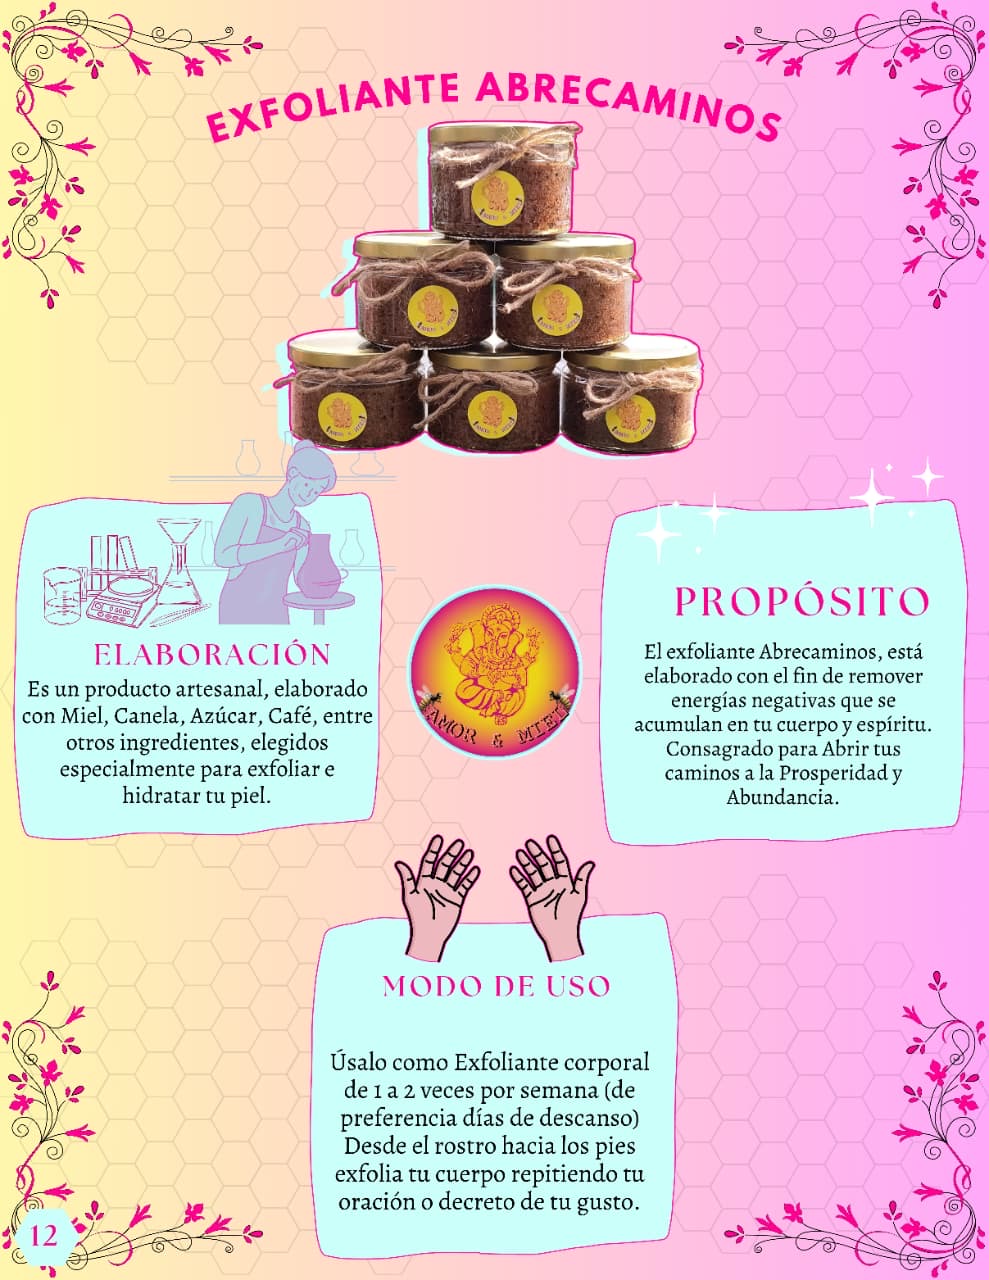 EXFOLIANTE ABRECAMINOS
ELABORACIÓN
Es un producto artesanal, elaborado
con Miel, Canela, Azúcar, Café, entre
otros ingredientes, elegidos
especialmente para exfoliar e
hidratar tu piel.
AMOR & MIEL
PROPÓSITO
El exfoliante Abrecaminos, está
elaborado con el fin de remover
energías negativas que se
acumulan en tu cuerpo y espíritu.
Consagrado para Abrir tus
caminos a la Prosperidad y
Abundancia.
MODO DE USO
Úsalo como Exfoliante corporal
de 1 a 2 veces por semana (de
preferencia días de descanso)
Desde el rostro hacia los pies
exfolia tu cuerpo repitiendo tu
oración o decreto de tu gusto.
12